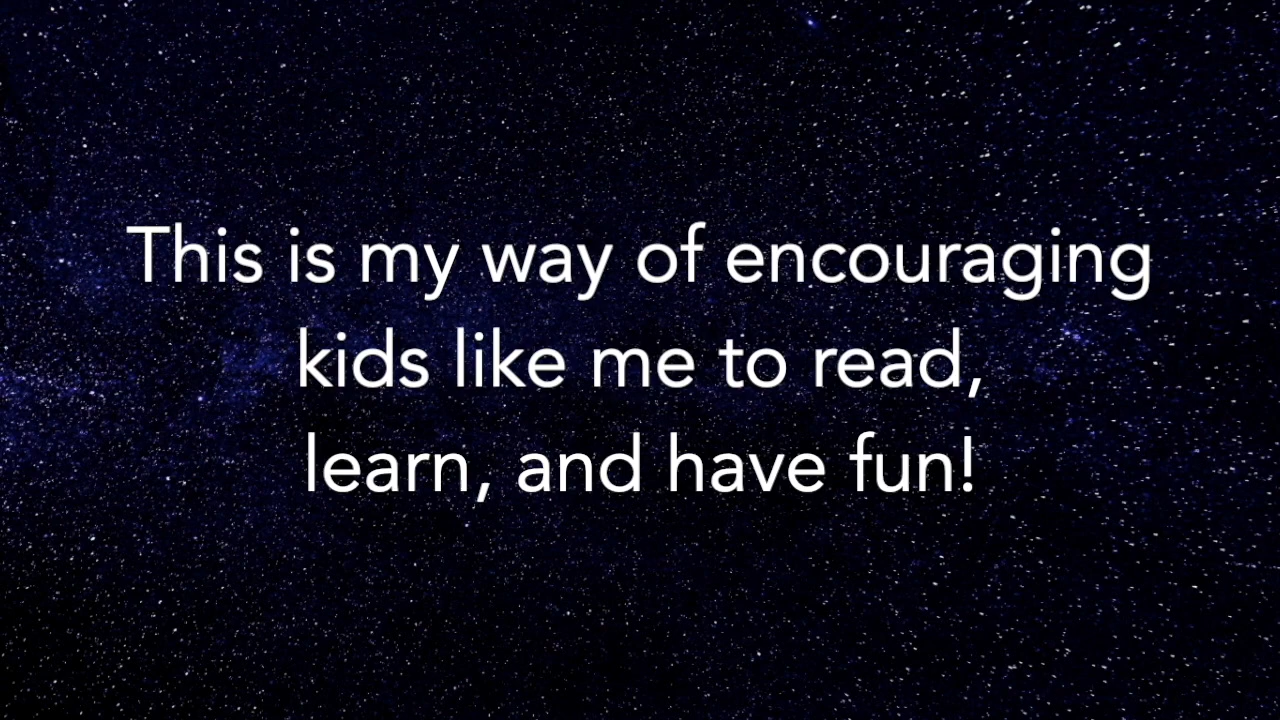 This is my way of encouraging
kids like me to read,
learn, and have fun!